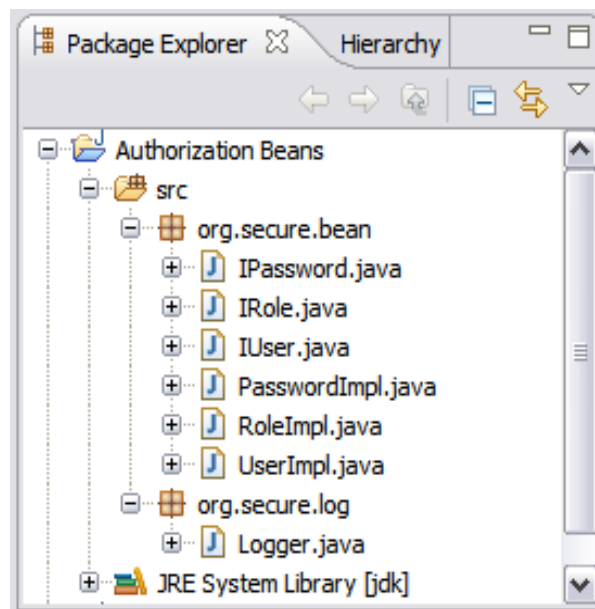 Package Explorer Hierarchy
Authorization Beans
src
org.secure.bean
IPassword.java
IRole.java
IUser.java
PasswordImpl.java
RoleImpl.java
UserImpl.java
org.secure.log
Logger.java
JRE System Library [jdk]